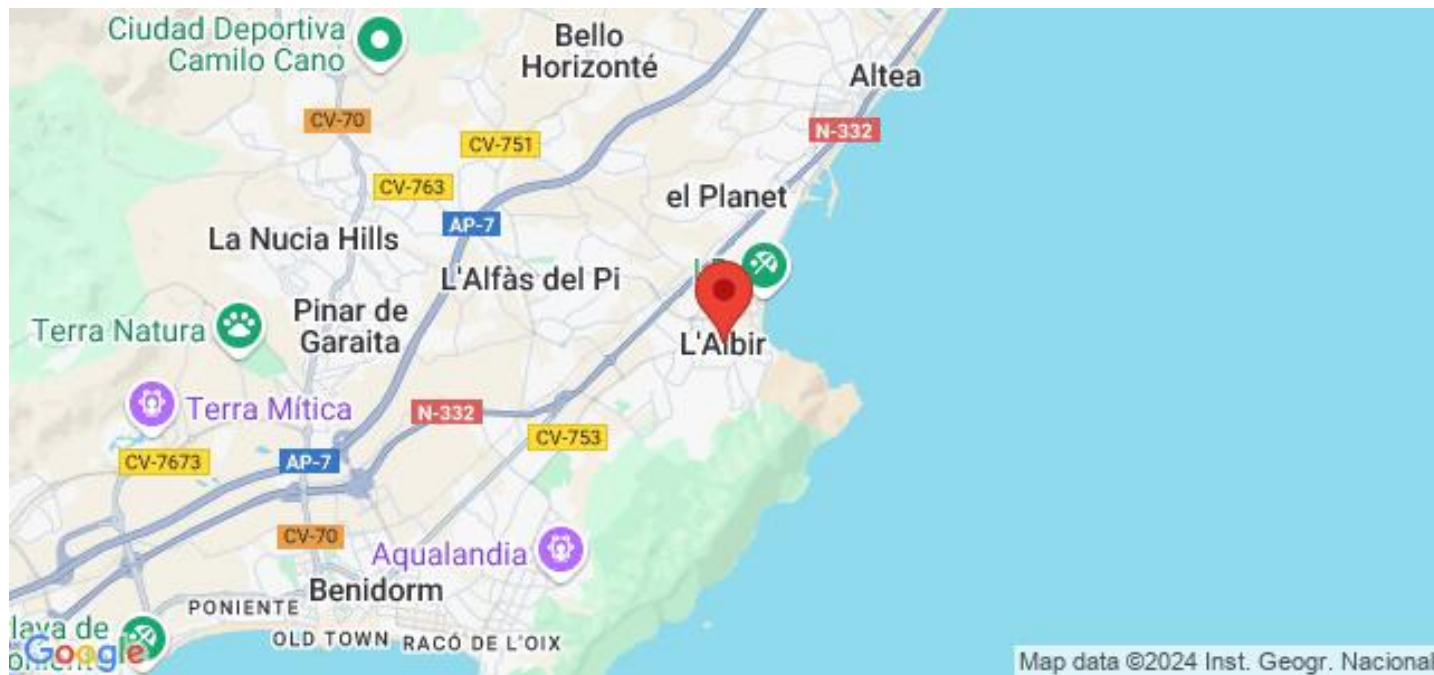 Ciudad Deportiva
Camilo Cano
Bello
Horizonté
Altea
CV-70
N-332
CV-751
CV-763
el Planet
AP-7
La Nucia Hills
L'Alfàs del Pi
Pinar de
Garaita
Terra Natura
L'Albir
Terra Mítica
N-332
CV-753
CV-7673
AP-7
CV-70
Aqualandia
Benidorm
PONIENTE
OLD TOWN
RACÓ DE L'OIX
laya de
Google
Map data ©2024 Inst. Geogr. Nacional